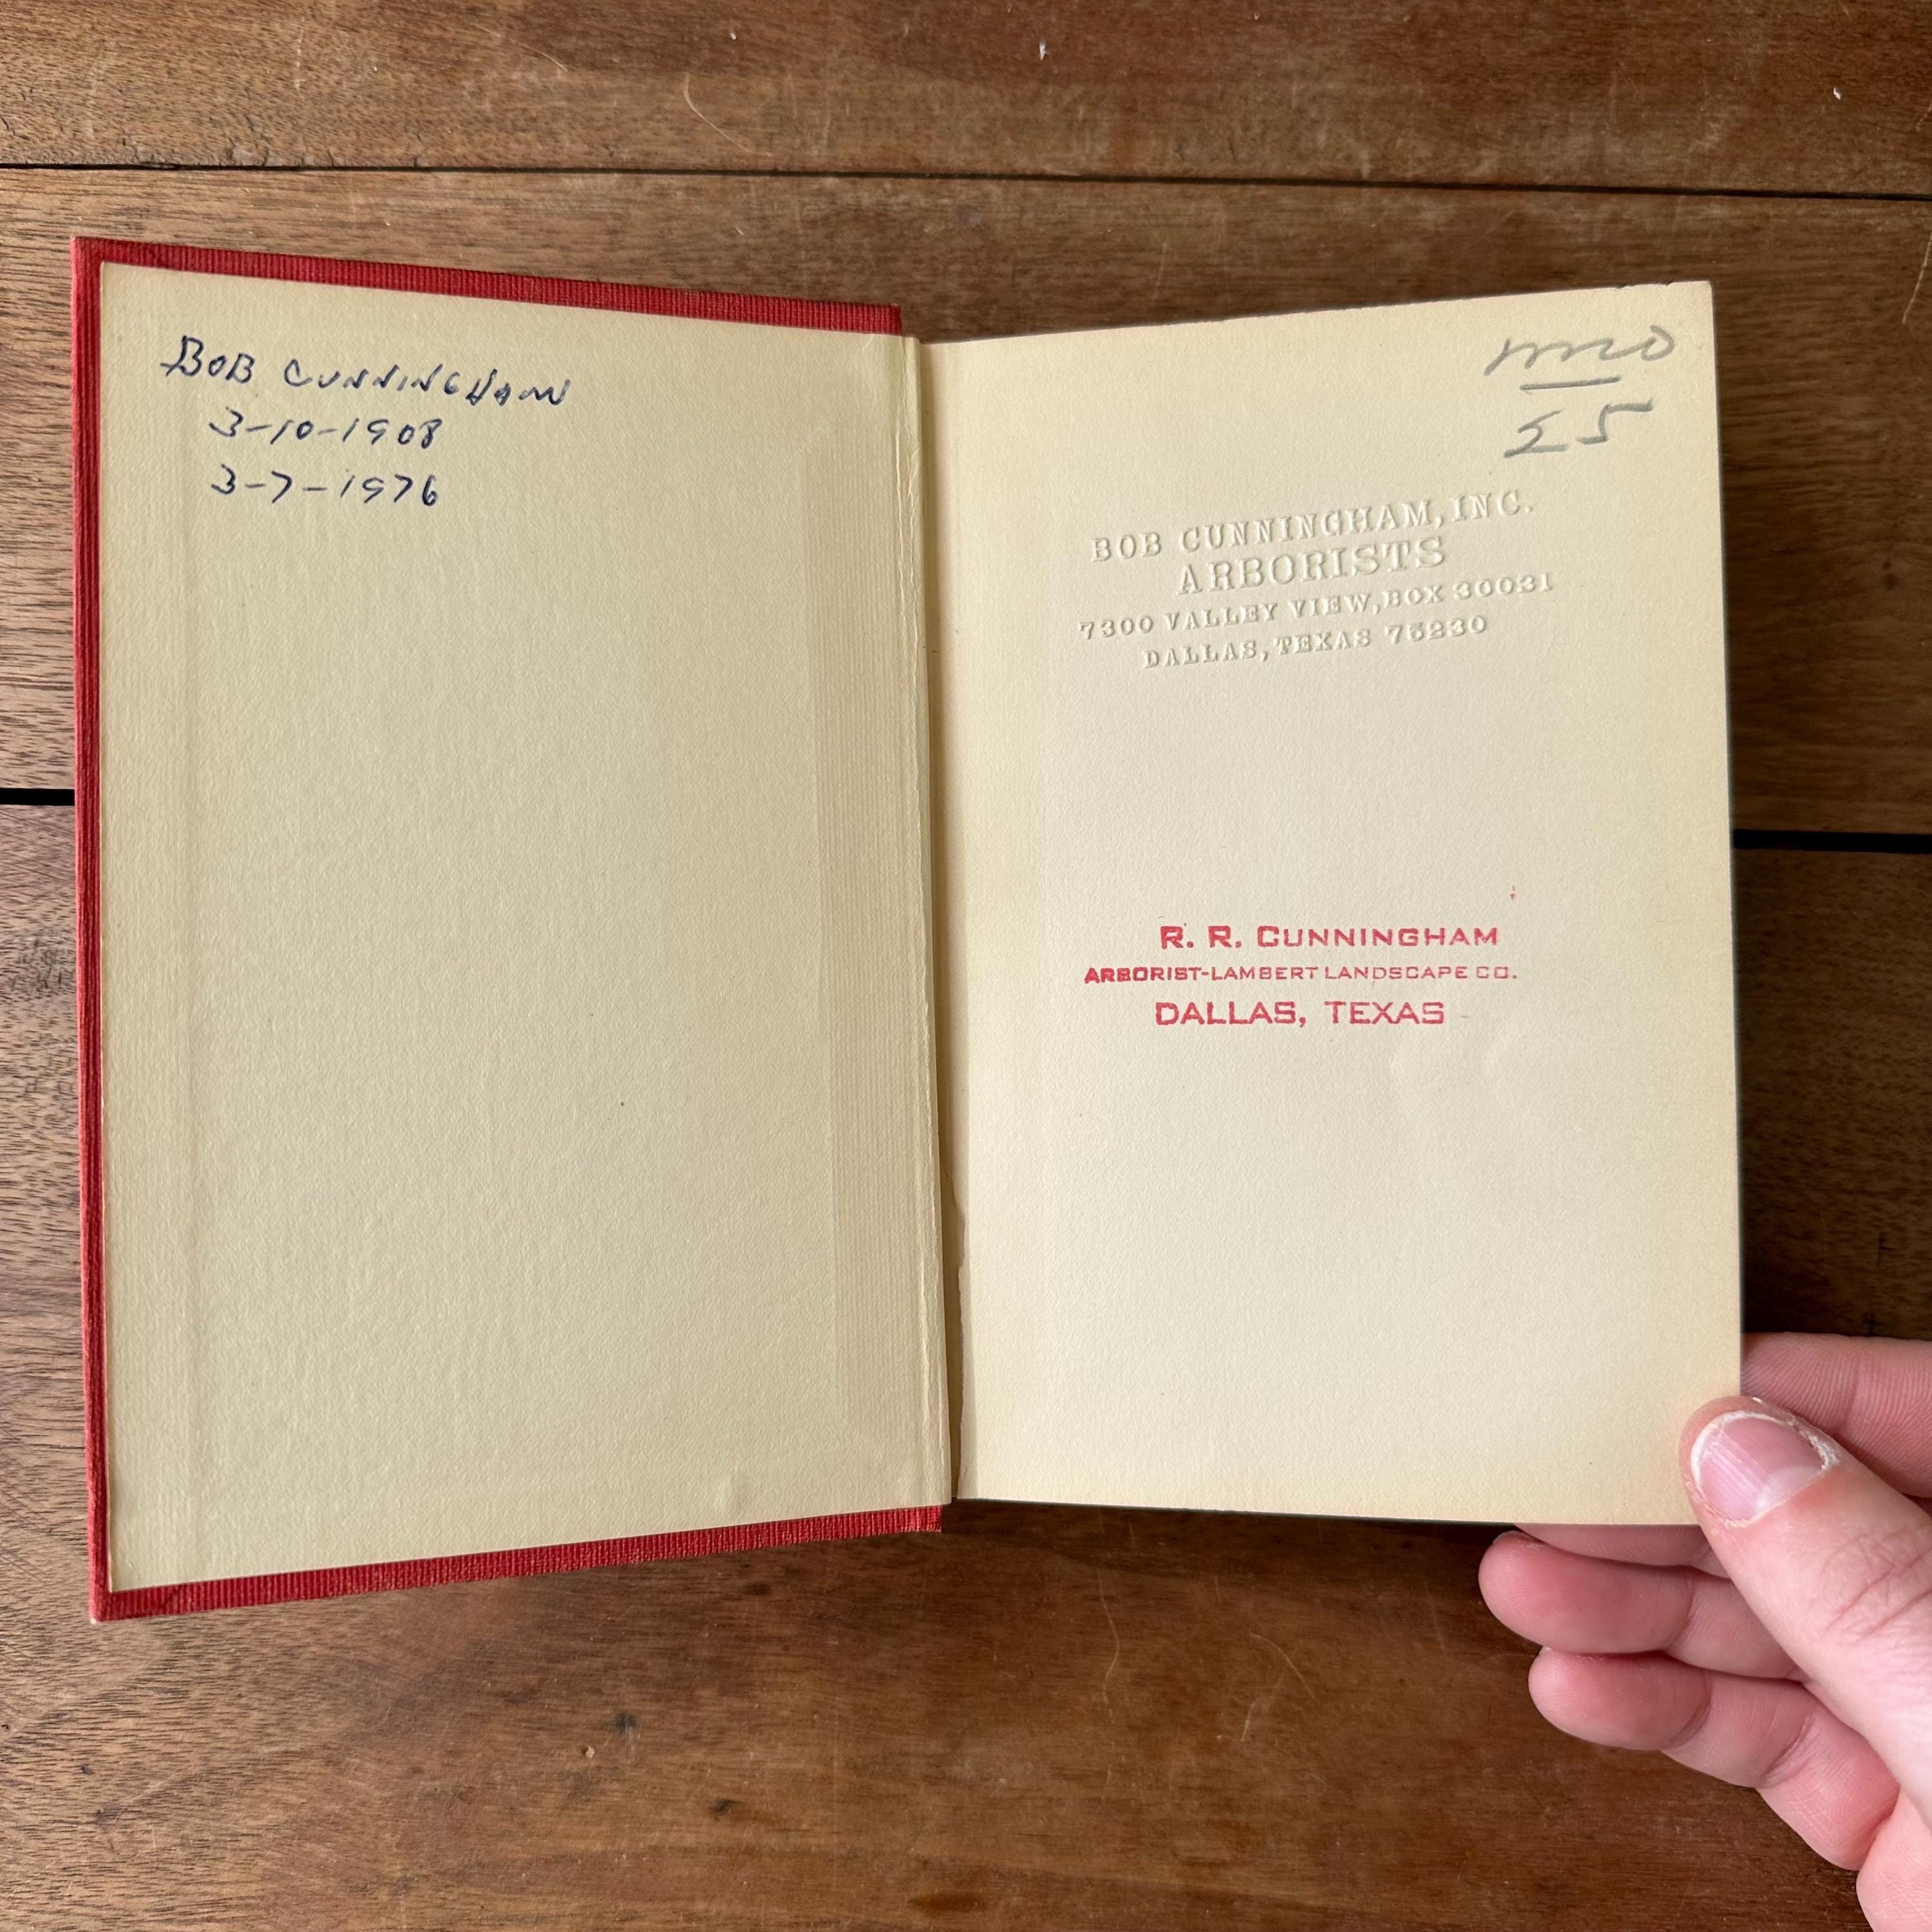 BOB CUNNINGHAM
3-10-1908
3-7-1976
BOB CUNNINGHAM, INC.
ARBORISTS
7300 VALLEY VIEW, BOX 30031
DALLAS, TEXAS 75230
R. R. CUNNINGHAM
ARBORIST-LAMBERT LANDSCAPE CO.
DALLAS, TEXAS